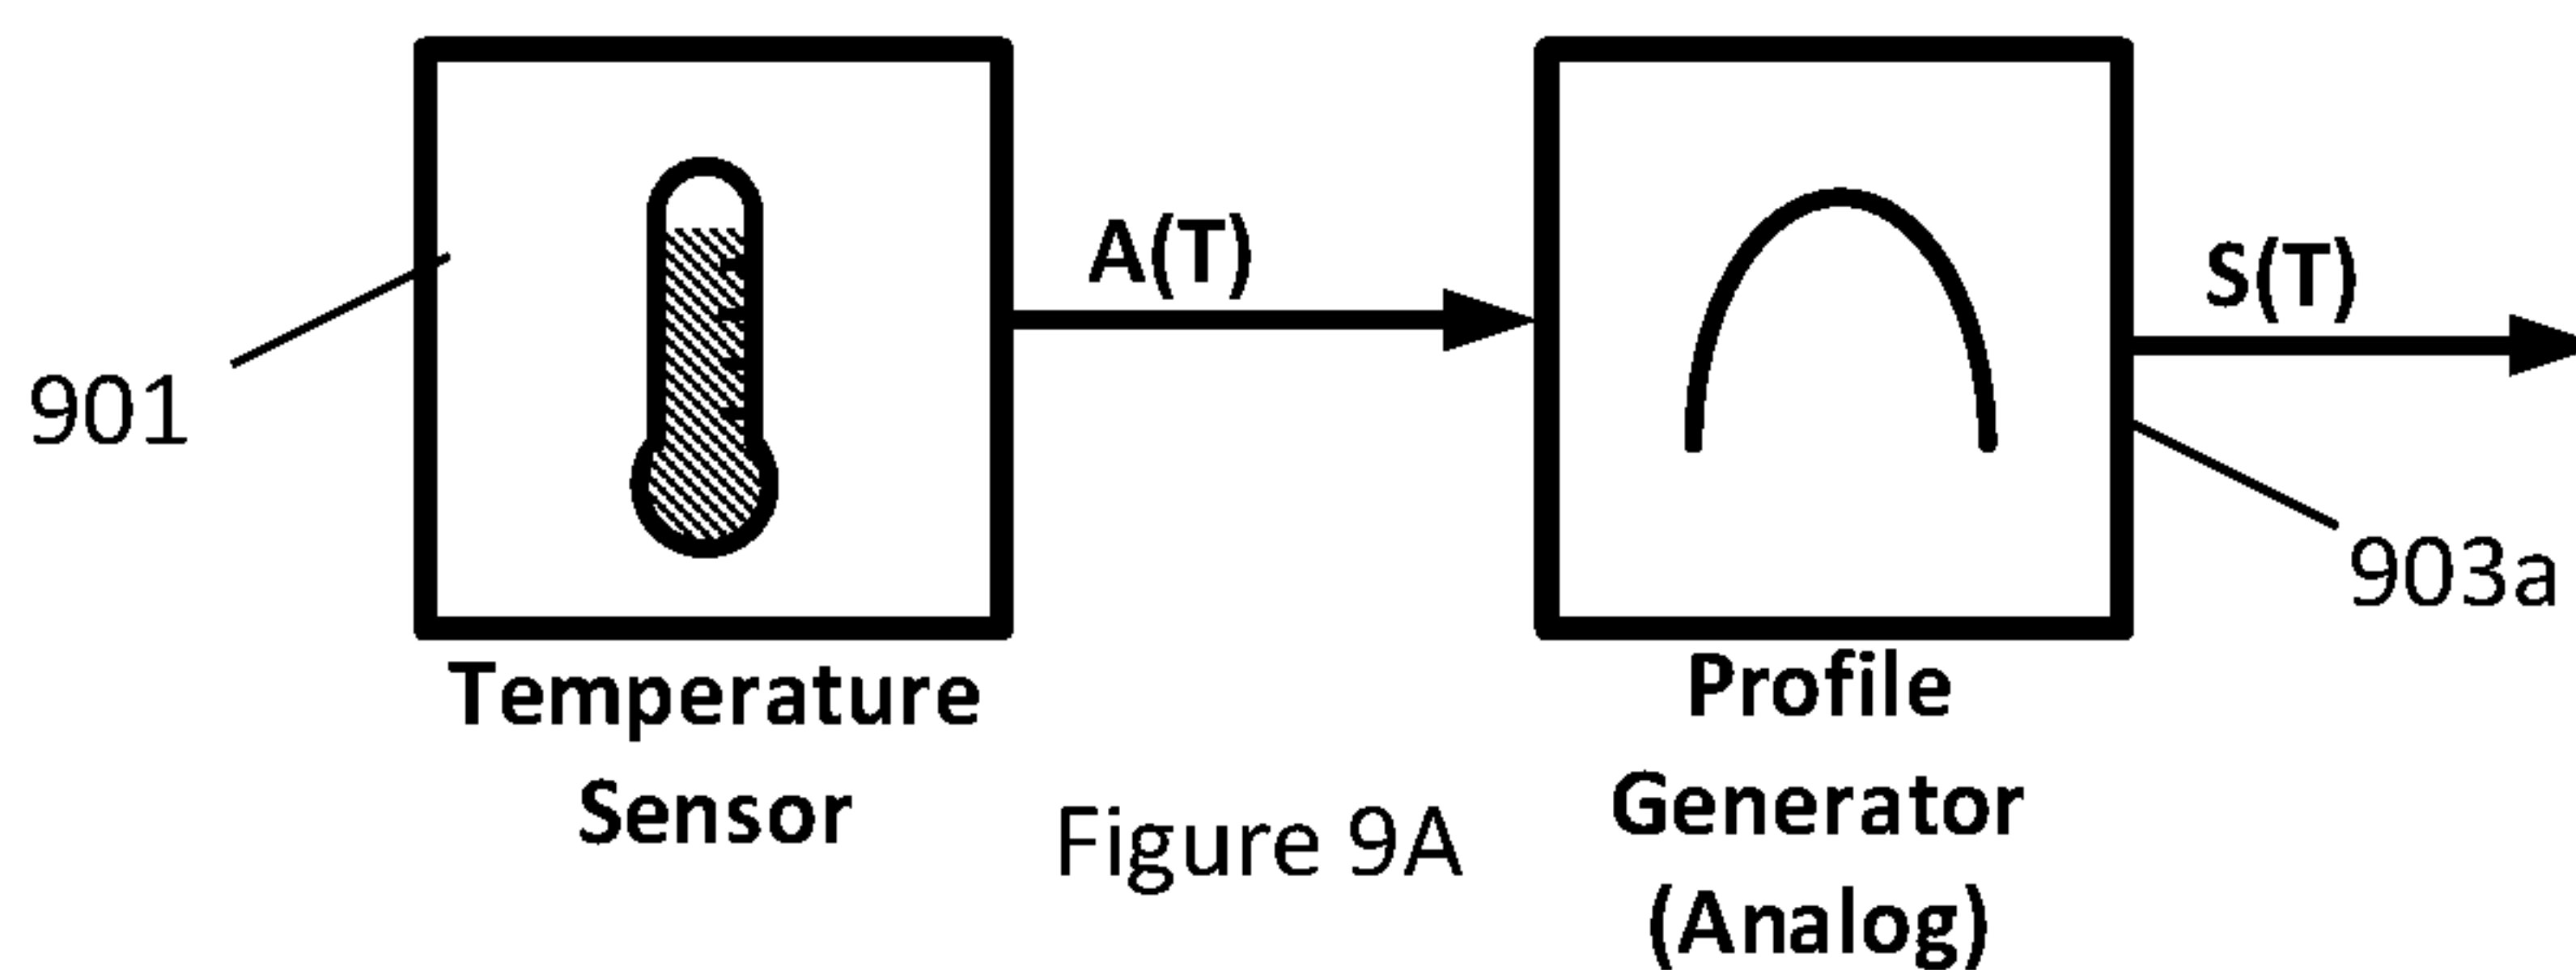 A(T)
S(T)
901
903a
Temperature
Sensor
Profile
Generator
(Analog)
Figure 9A